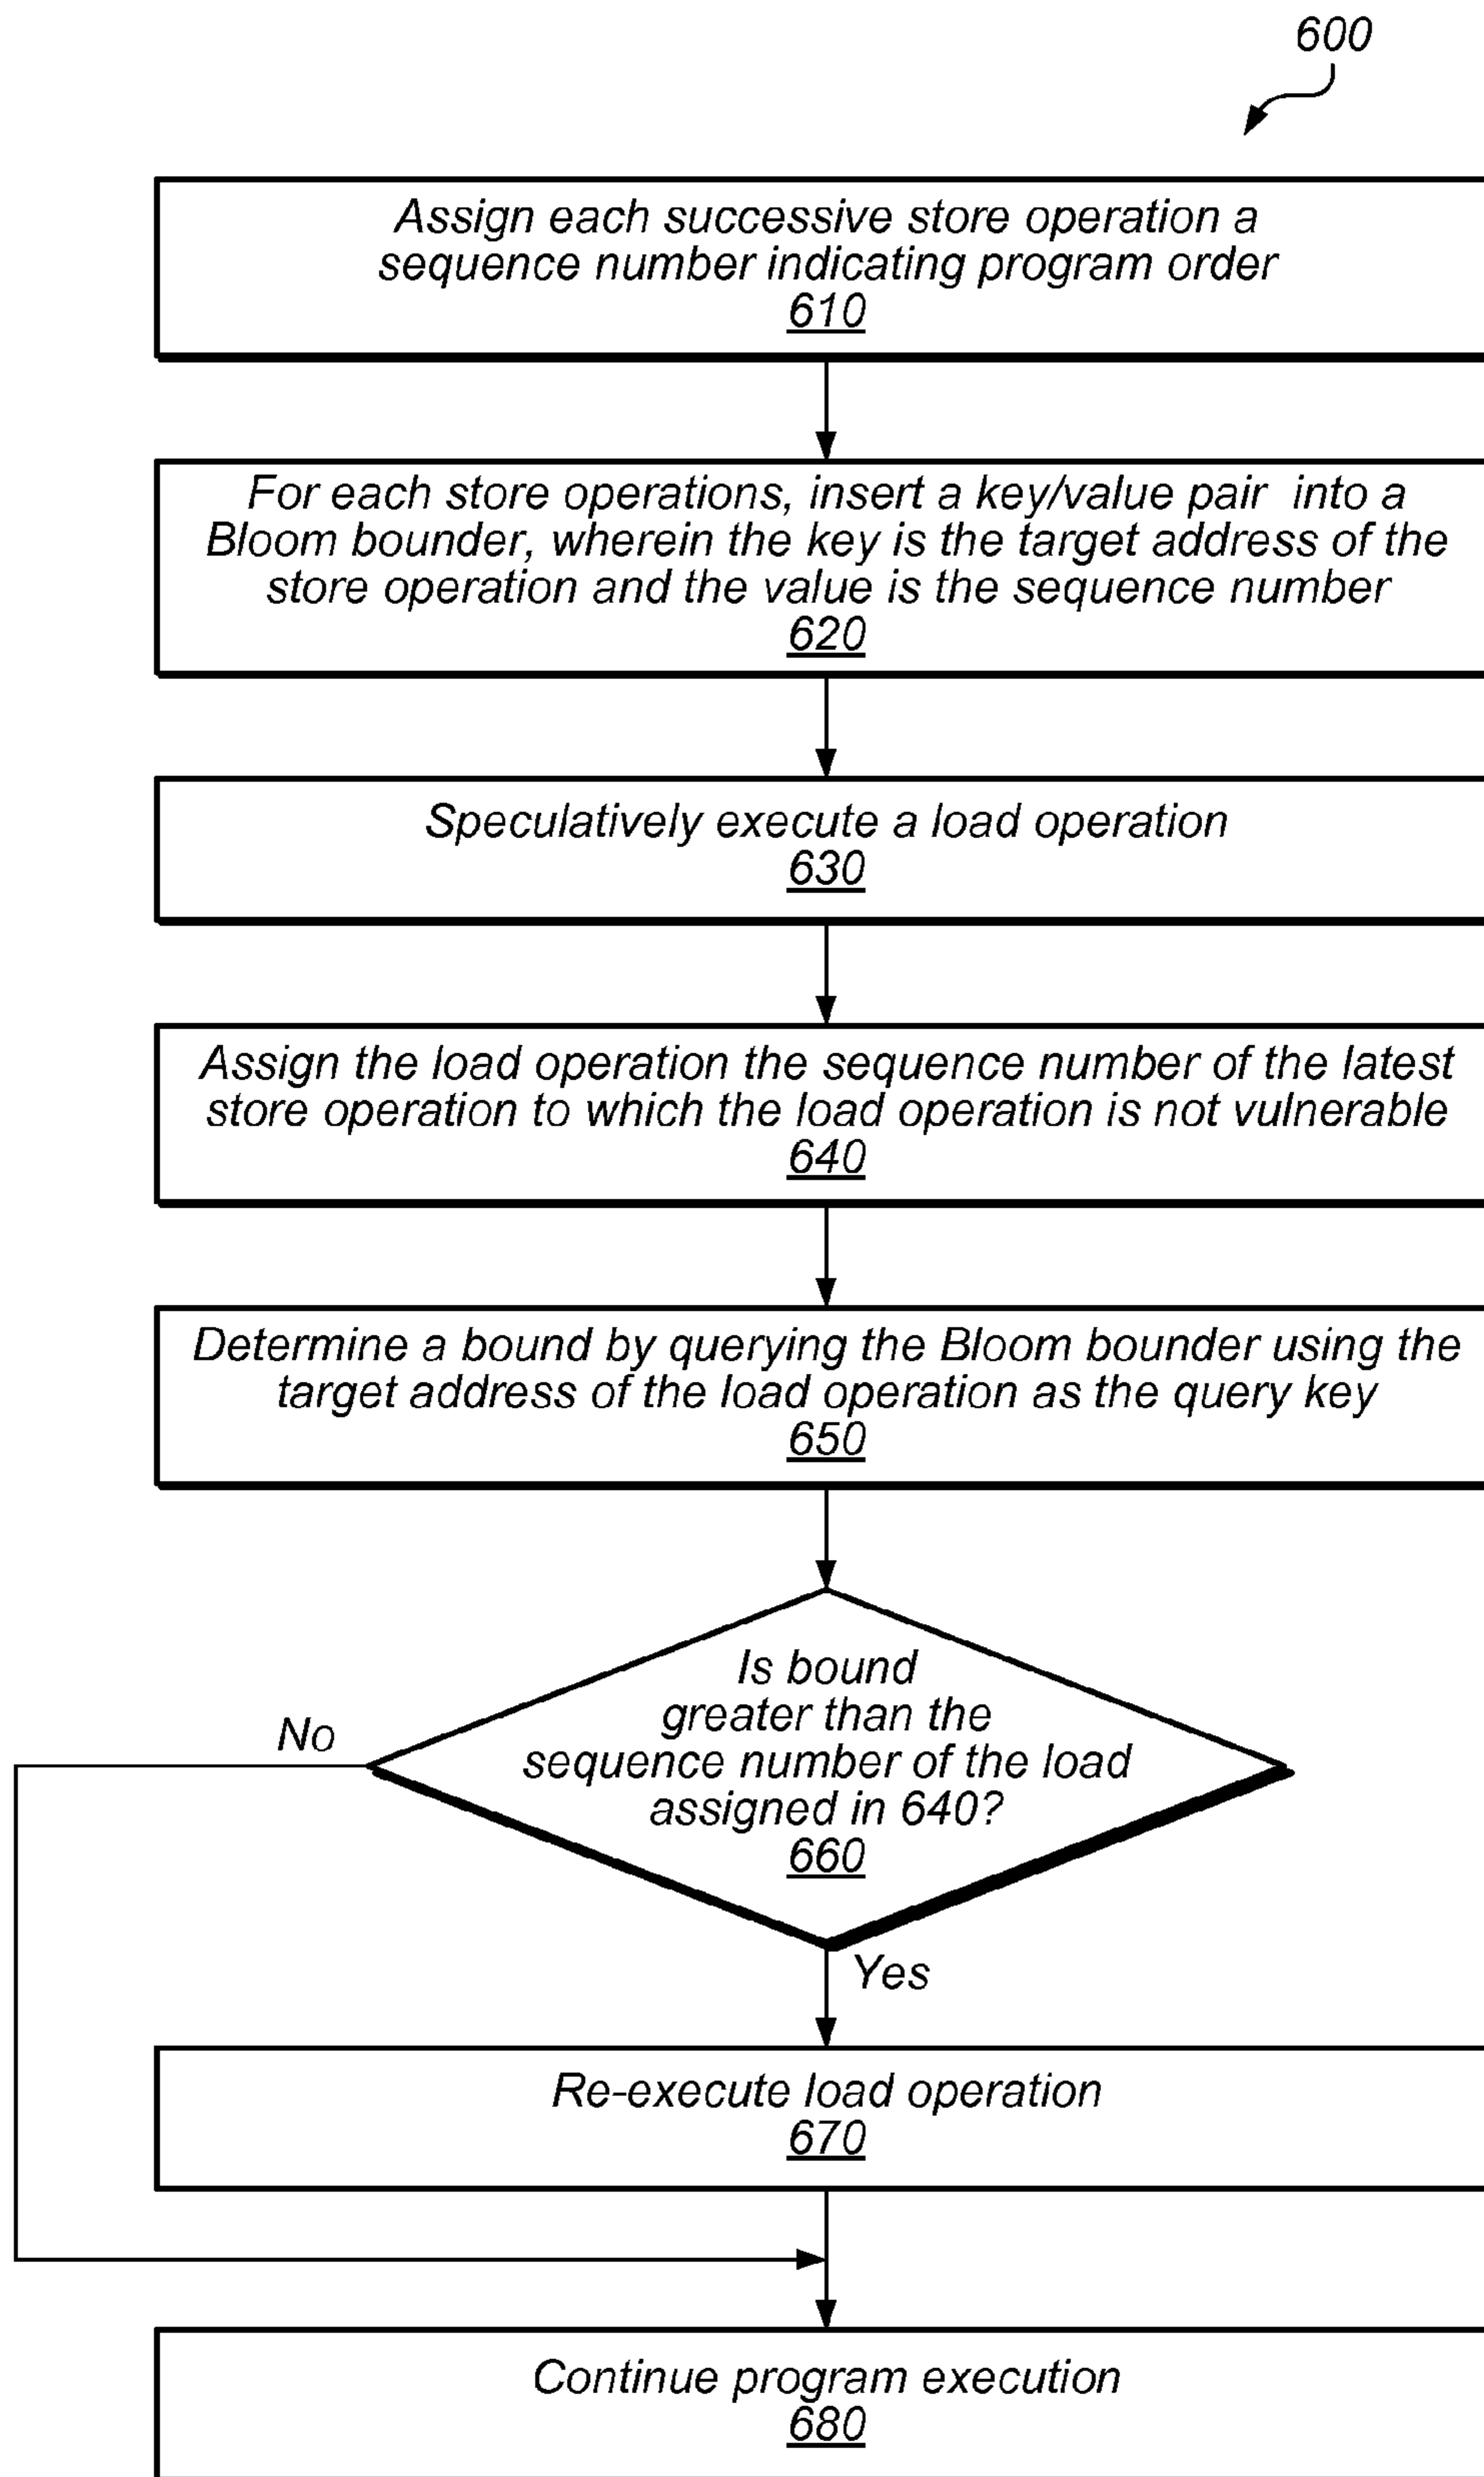 600
Assign each successive store operation a
sequence number indicating program order
610
For each store operations, insert a key/value pair into a
Bloom bounder, wherein the key is the target address of the
store operation and the value is the sequence number
620
Speculatively execute a load operation
630
Assign the load operation the sequence number of the latest
store operation to which the load operation is not vulnerable
640
Determine a bound by querying the Bloom bounder using the
target address of the load operation as the query key
650
Is bound
greater than the
sequence number of the load
assigned in 640?
660
No
Yes
Re-execute load operation
670
Continue program execution
680